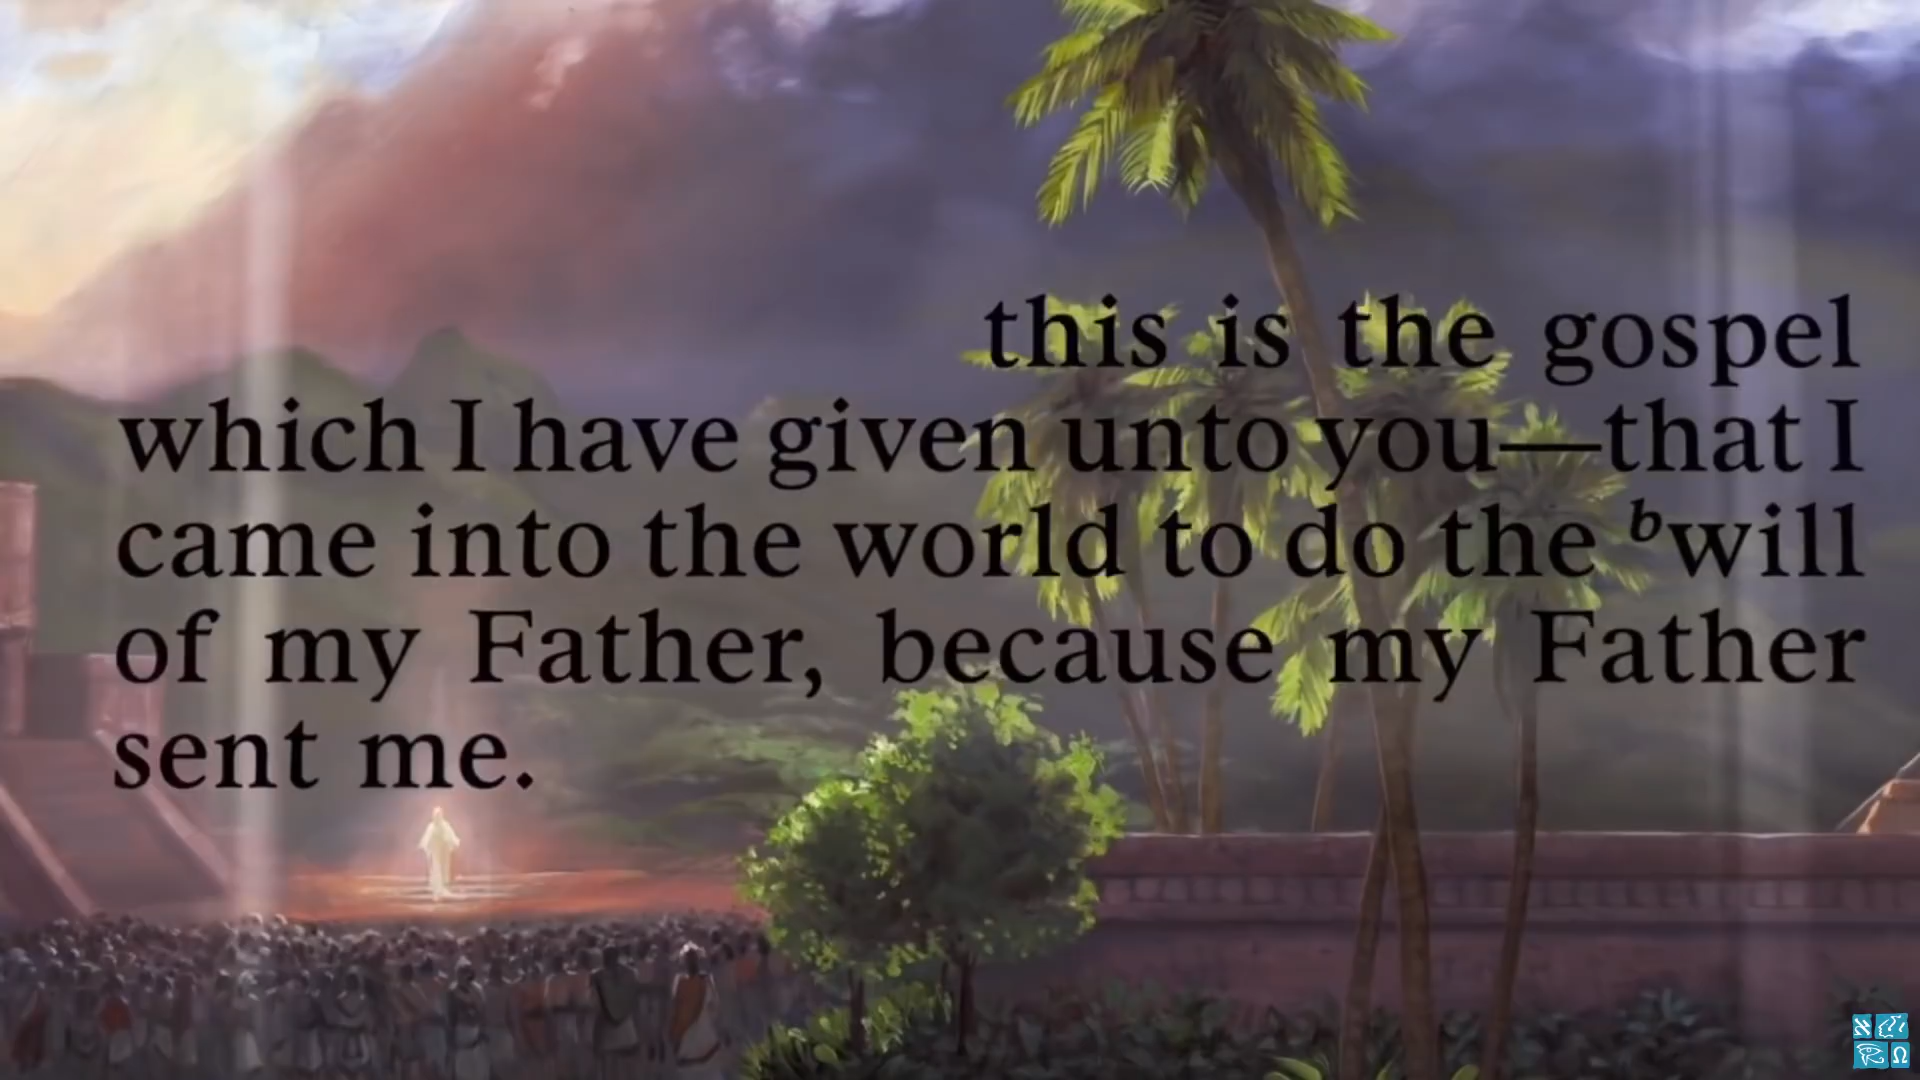 this is the gospel
which I have given unto you—that I
came into the world to do the bwill
of my Father, because my Father
sent me.